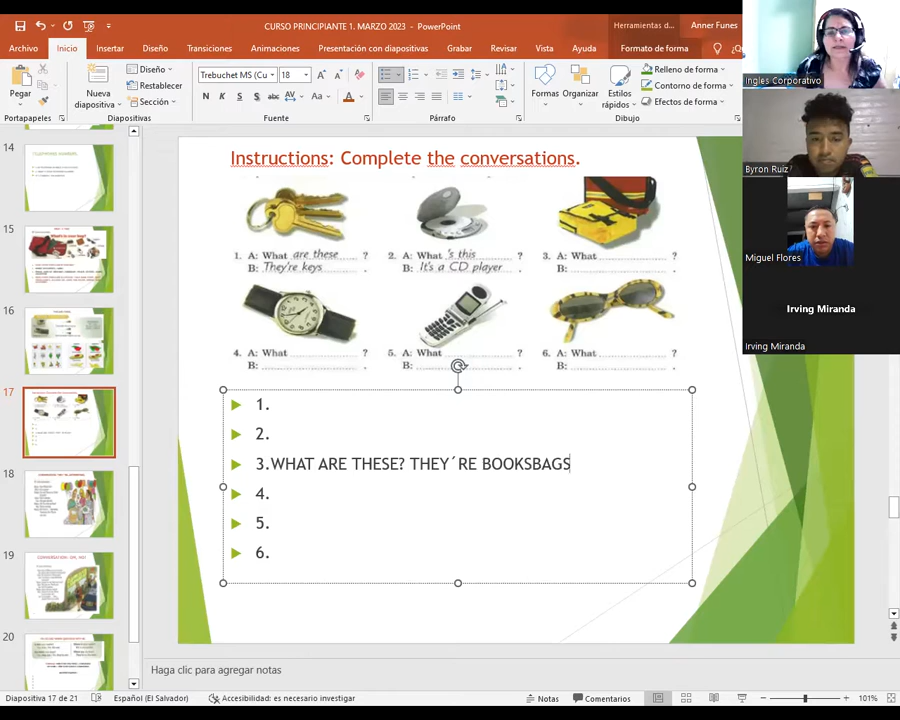 CURSO PRINCIPIANTE 1. MARZO 2023 - PowerPoint
Herramientas d...
Anner Funes
Archivo
Inicio
Insertar
Diseño
Transiciones
Animaciones
Presentación con diapositivas
Grabar
Revisar
Vista
Ayuda
Formato de forma
Pegar
Nueva
diapositiva
Diseño
Restablecer
Sección
Trebuchet MS (Cu
18
N
K
S
S
abc
AV
Aa
A
Formas
Organizar
Estilos
rápidos
Relleno de forma
Contorno de forma
Efectos de forma
Portapapeles
Diapositivas
Fuente
Párrafo
Dibujo
14
15
16
17
18
19
20
Instructions: Complete the conversations.
1. A: What are these ?
B: They're keys .
2. A: What 's this ?
B: It's a CD player .
3. A: What ?
B: .
4. A: What ?
B: .
5. A: What ?
B: .
6. A: What ?
B: .
1.
2.
3.WHAT ARE THESE? THEY´RE BOOKSBAGS
4.
5.
6.
Haga clic para agregar notas
Diapositiva 17 de 21
Español (El Salvador)
Accesibilidad: es necesario investigar
Notas
Comentarios
101%
Ingles Corporativo
Byron Ruiz
Miguel Flores
Irving Miranda
Irving Miranda